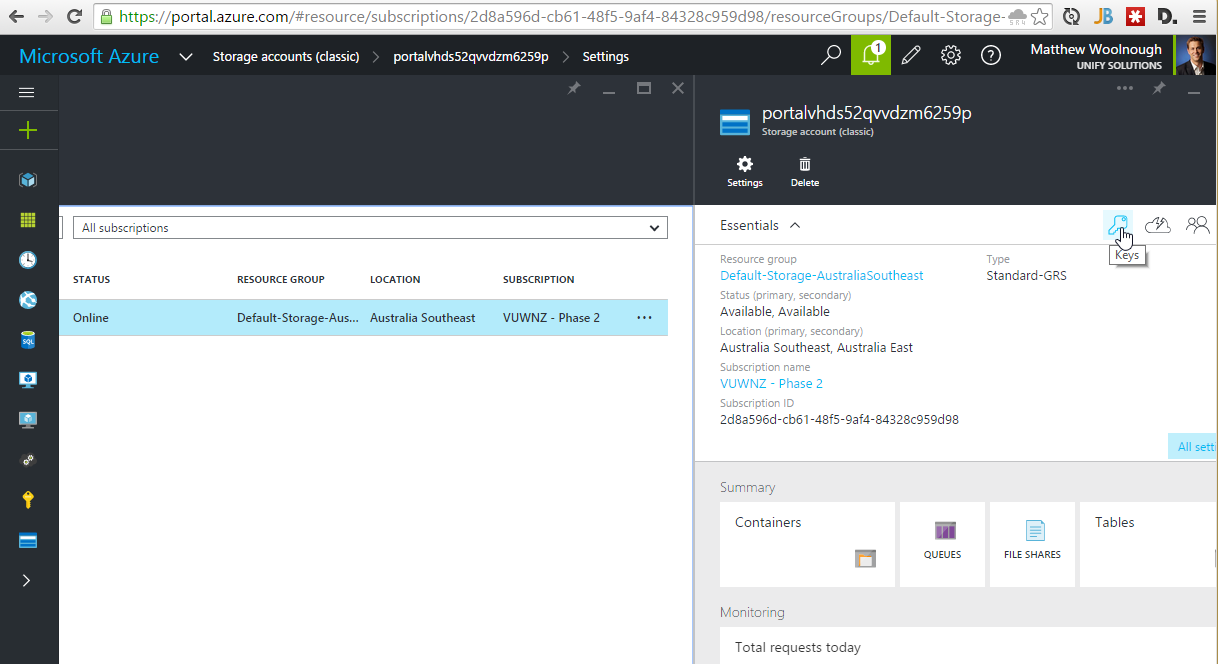 https://portal.azure.com/#resource/subscriptions/2d8a596d-cb61-48f5-9af4-84328c959d98/resourceGroups/Default-Storage-
JB
D.
Microsoft Azure
Storage accounts (classic)
portalvhds52qvvdzm6259p
Settings
1
Matthew Woolnough
UNIFY SOLUTIONS
portalvhds52qvvdzm6259p
Storage account (classic)
Settings
Delete
All subscriptions
STATUS
RESOURCE GROUP
LOCATION
SUBSCRIPTION
Online
Default-Storage-Aus...
Australia Southeast
VUWNZ - Phase 2
SQL
Essentials
Keys
Resource group
Default-Storage-AustraliaSoutheast
Type
Standard-GRS
Status (primary, secondary)
Available, Available
Location (primary, secondary)
Australia Southeast, Australia East
Subscription name
VUWNZ - Phase 2
Subscription ID
2d8a596d-cb61-48f5-9af4-84328c959d98
All sett
Summary
Containers
QUEUES
FILE SHARES
Tables
Monitoring
Total requests today